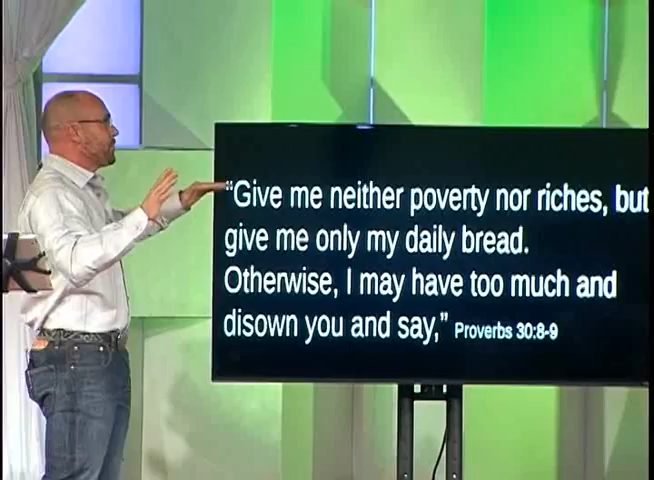 “Give me neither poverty nor riches, but
give me only my daily bread.
Otherwise, I may have too much and
disown you and say,” Proverbs 30:8-9